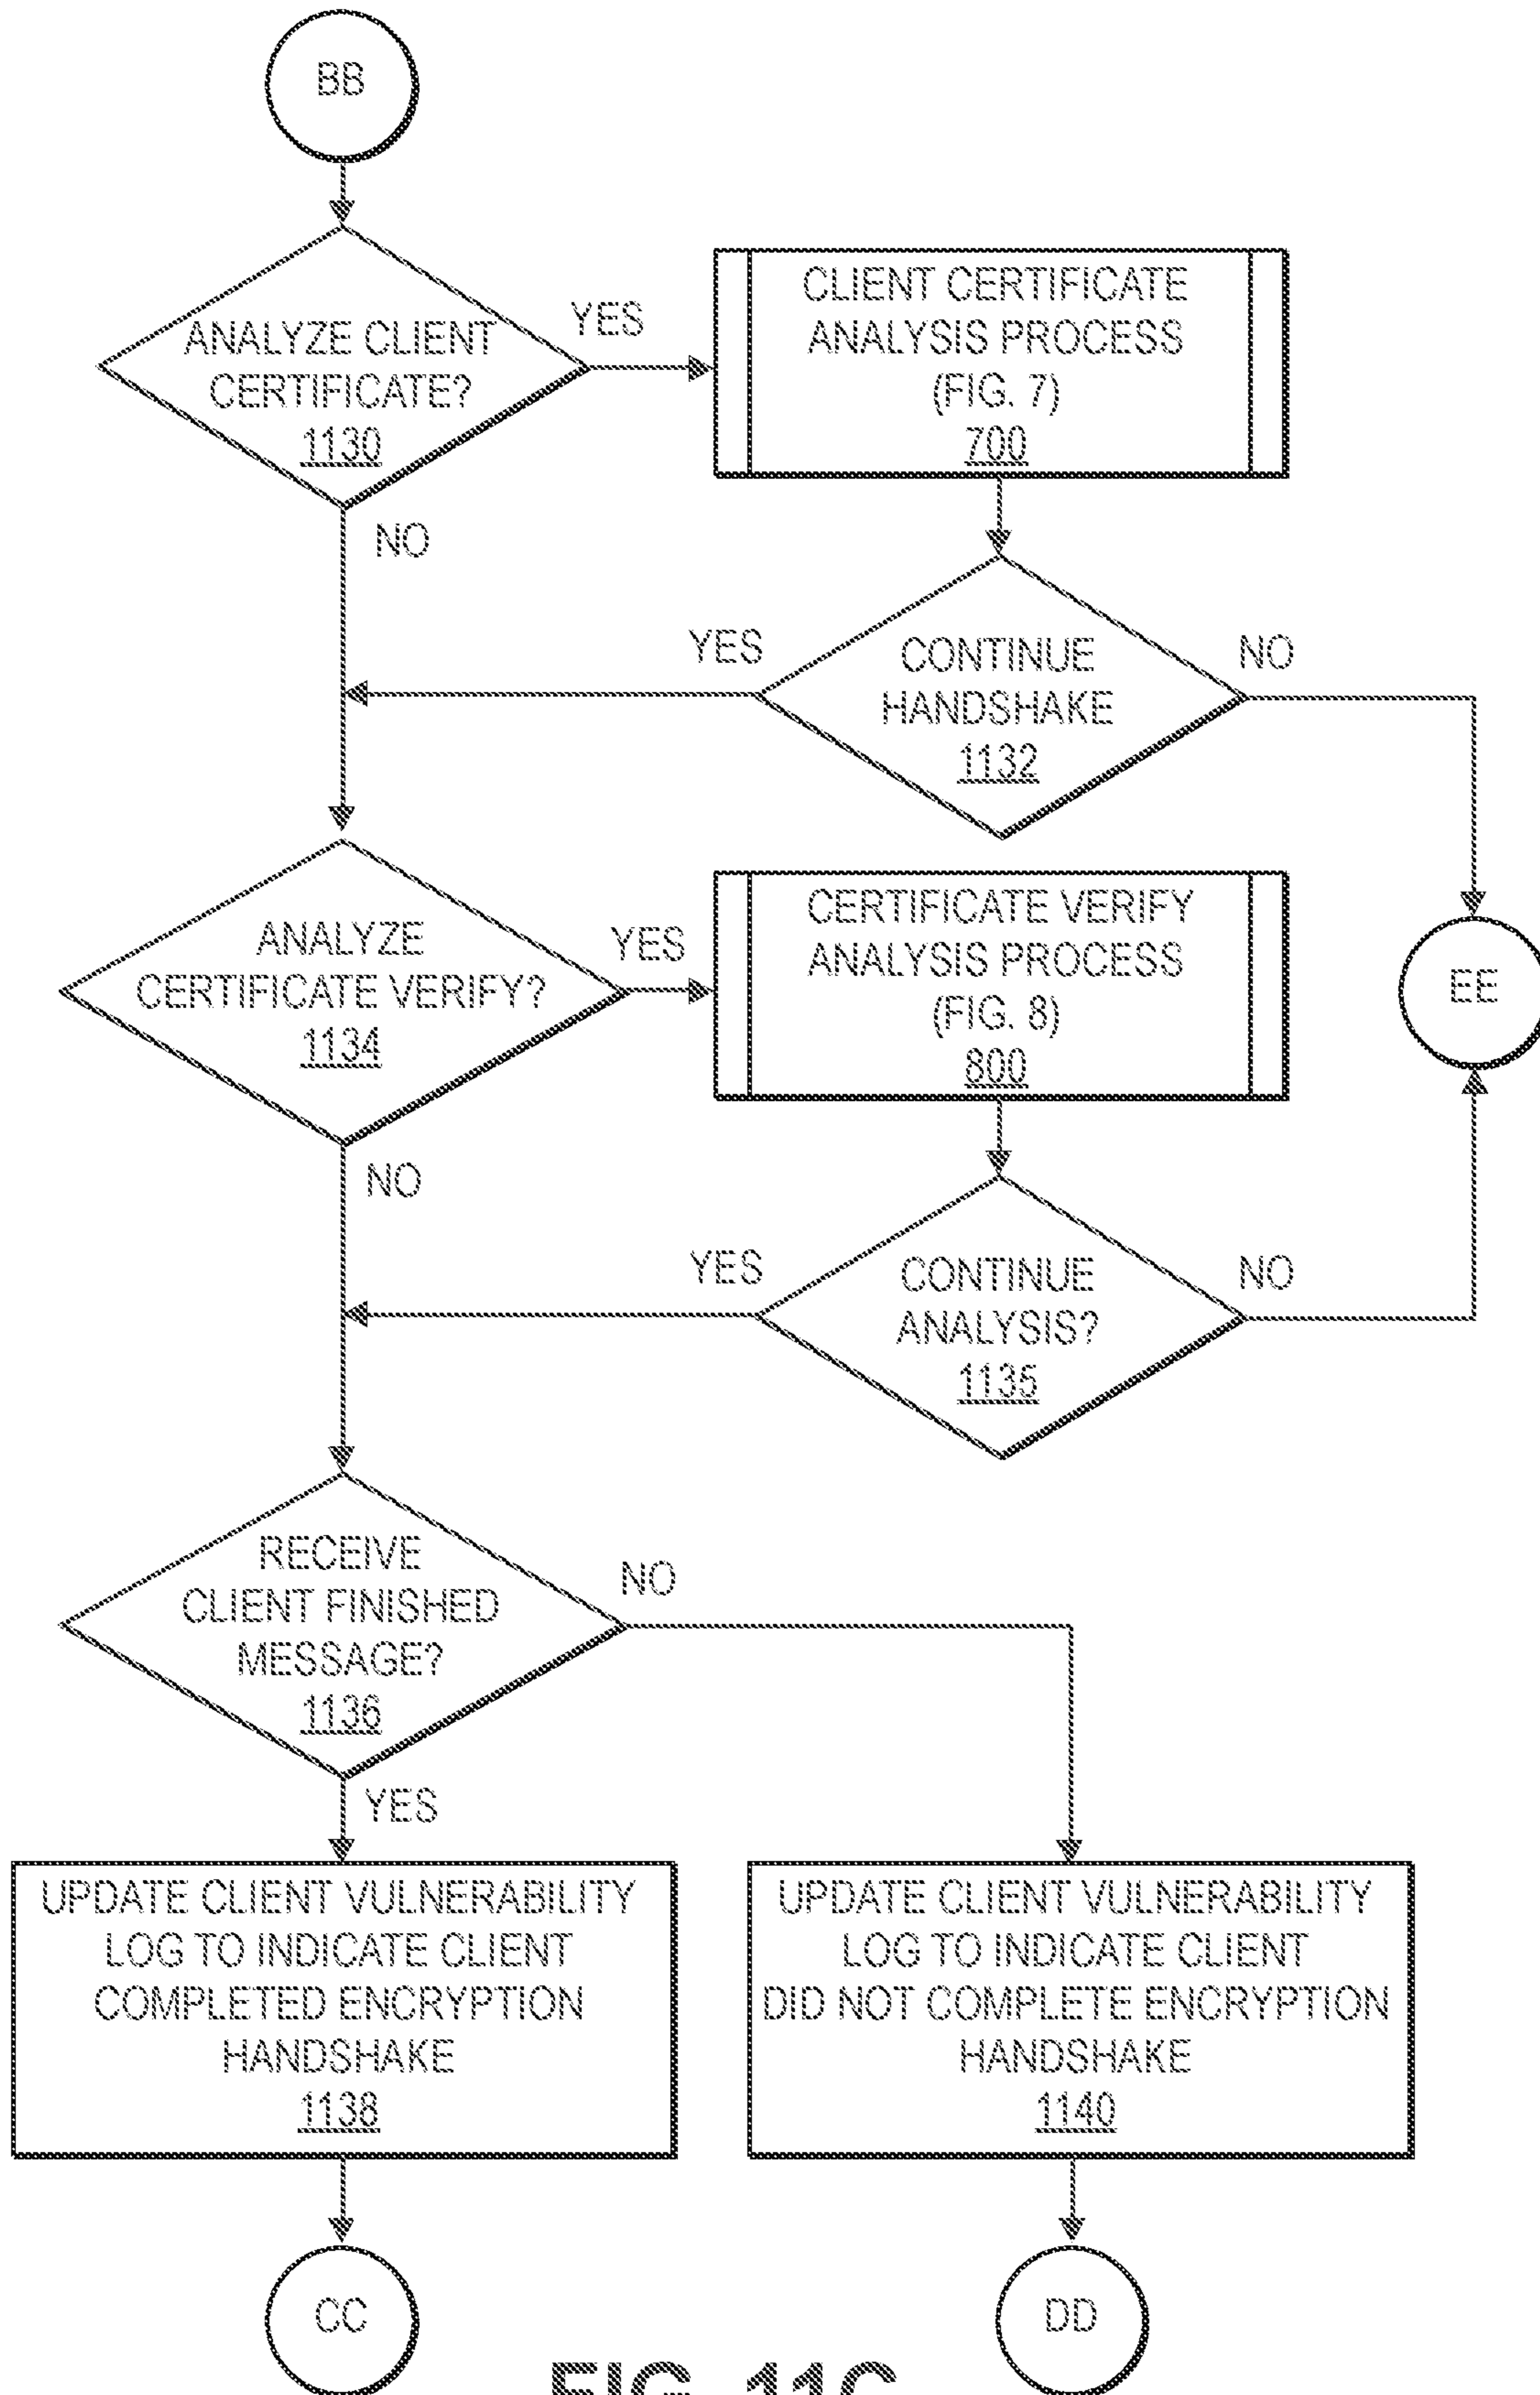 BB
ANALYZE CLIENT
CERTIFICATE?
1130
YES
NO
CLIENT CERTIFICATE
ANALYSIS PROCESS
(FIG. 7)
700
YES
CONTINUE
HANDSHAKE
1132
NO
ANALYZE
CERTIFICATE VERIFY?
1134
YES
NO
CERTIFICATE VERIFY
ANALYSIS PROCESS
(FIG. 8)
800
EE
YES
CONTINUE
ANALYSIS?
1135
NO
RECEIVE
CLIENT FINISHED
MESSAGE?
1136
NO
YES
UPDATE CLIENT VULNERABILITY
LOG TO INDICATE CLIENT
COMPLETED ENCRYPTION
HANDSHAKE
1138
UPDATE CLIENT VULNERABILITY
LOG TO INDICATE CLIENT
DID NOT COMPLETE ENCRYPTION
HANDSHAKE
1140
CC
DD
FIG. 11C